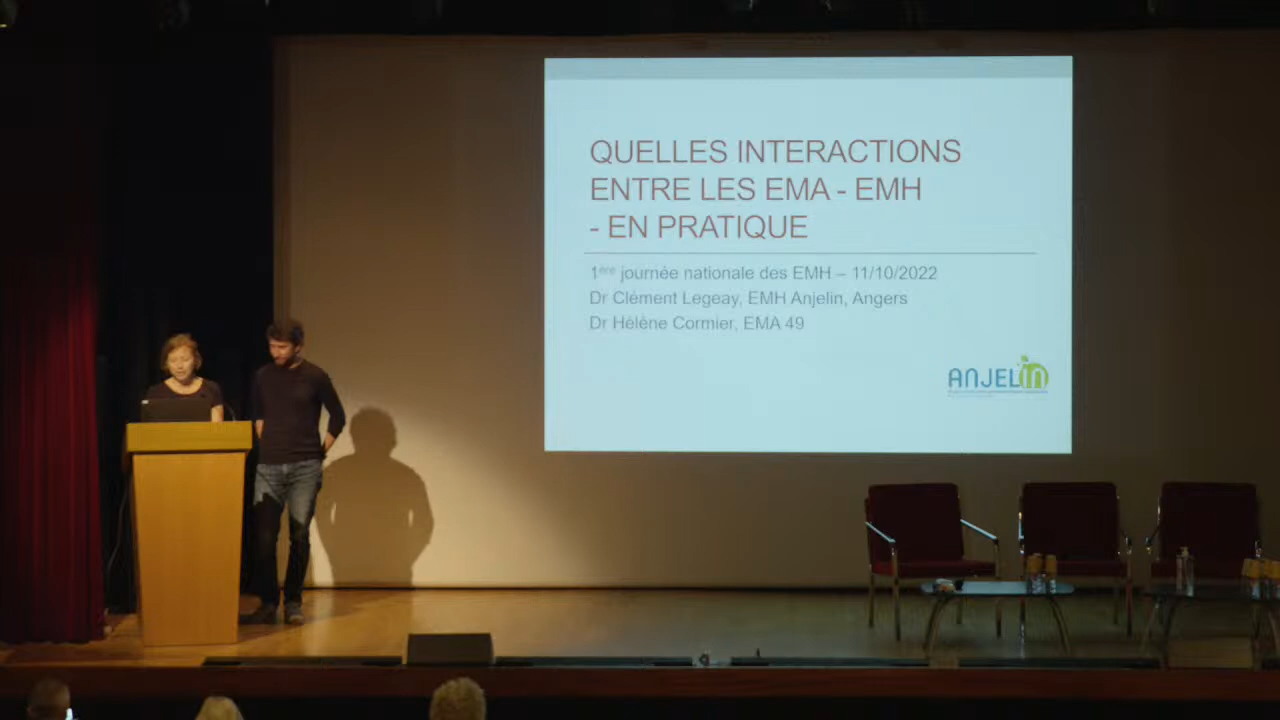 QUELLES INTERACTIONS
ENTRE LES EMA - EMH
- EN PRATIQUE
1ère journée nationale des EMH – 11/10/2022
Dr Clément Legeay, EMH Anjelin, Angers
Dr Hélène Cormier, EMA 49
ANJELIN